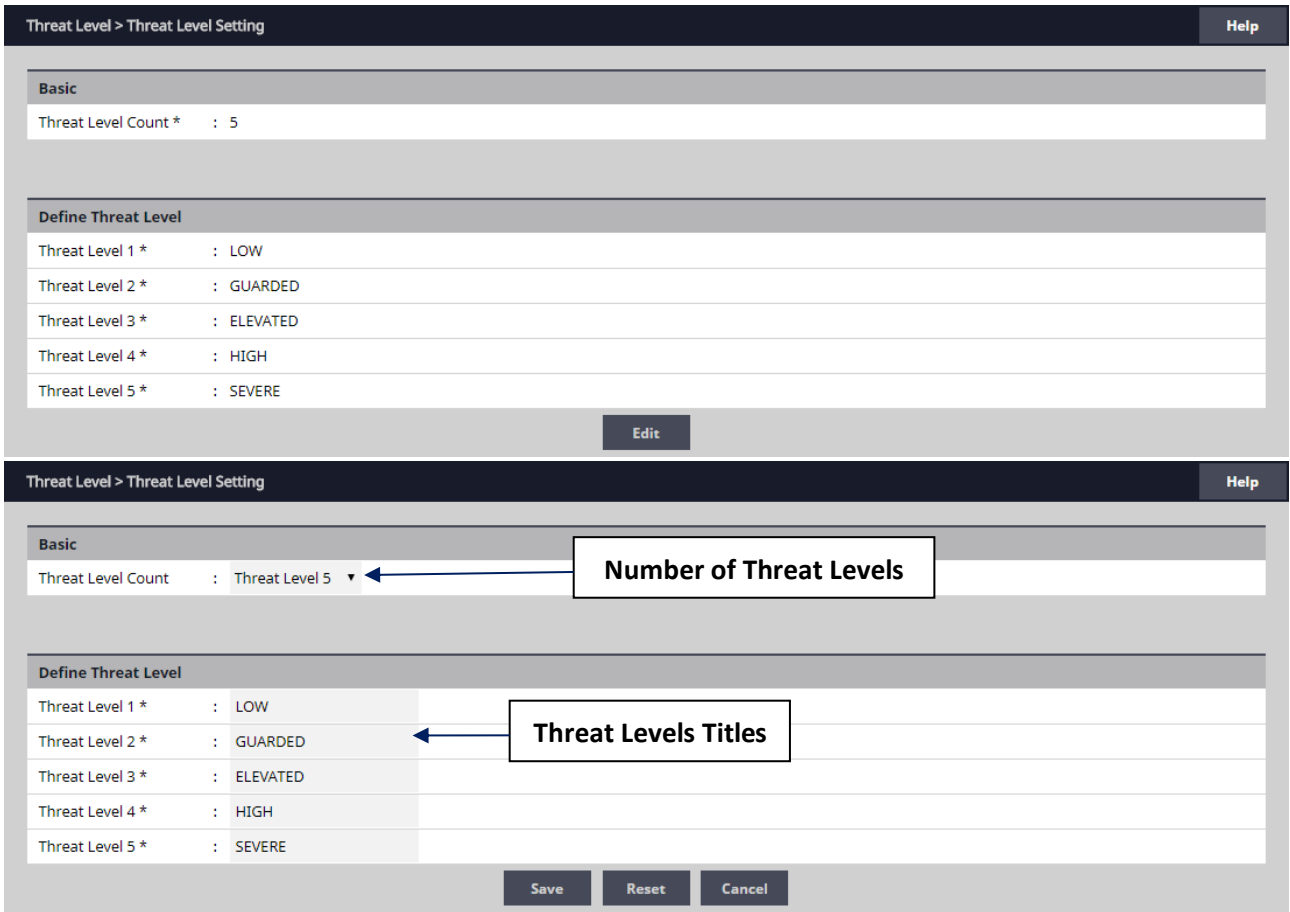 Threat Level > Threat Level Setting Help
Basic
Threat Level Count * : 5
Define Threat Level
Threat Level 1 * : LOW
Threat Level 2 * : GUARDED
Threat Level 3 * : ELEVATED
Threat Level 4 * : HIGH
Threat Level 5 * : SEVERE
Edit
Threat Level > Threat Level Setting Help
Basic
Threat Level Count : Threat Level 5 ▼ Number of Threat Levels
Define Threat Level
Threat Level 1 * : LOW
Threat Level 2 * : GUARDED Threat Levels Titles
Threat Level 3 * : ELEVATED
Threat Level 4 * : HIGH
Threat Level 5 * : SEVERE
Save Reset Cancel